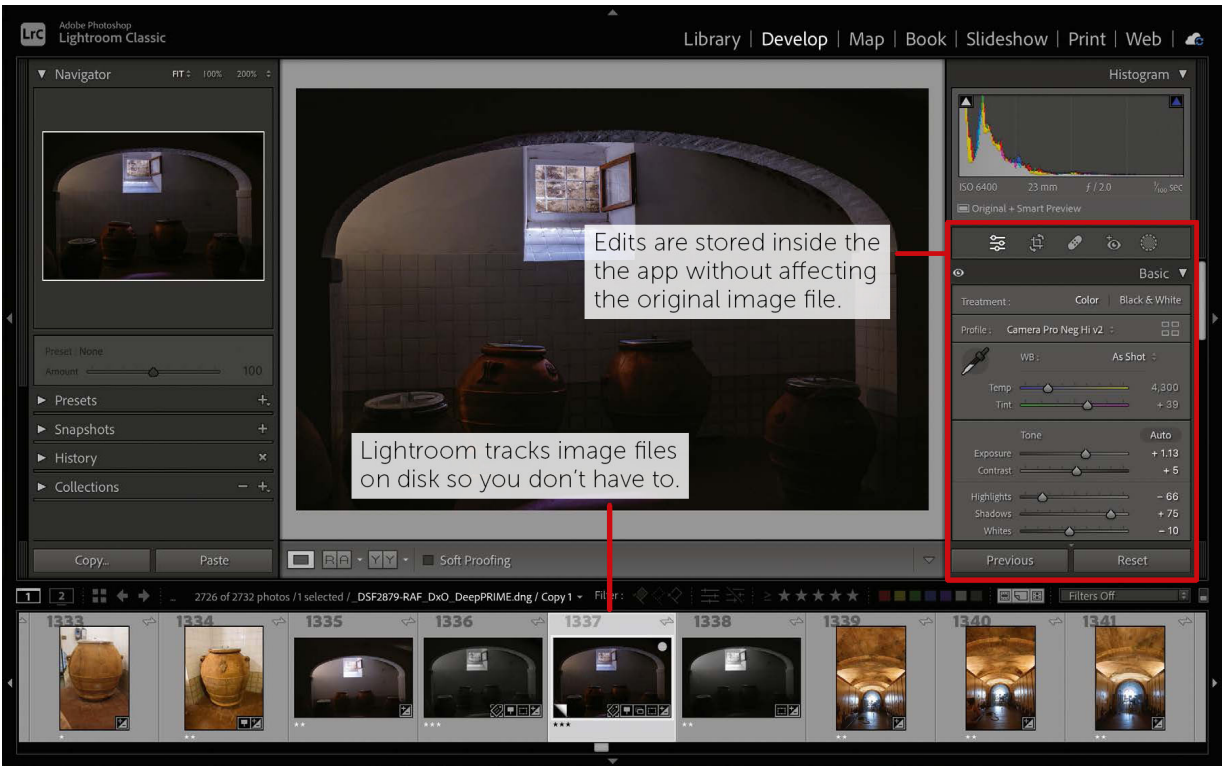 LrC
Adobe Photoshop
Lightroom Classic
Library | Develop | Map | Book | Slideshow | Print | Web |
Navigator FIT 100% 200%
Histogram
ISO 6400 23 mm ƒ / 2.0 1/100 sec
Original + Smart Preview
Edits are stored inside the
the app without affecting
the original image file.
Basic
Treatment : Color | Black & White
Profile : Camera Pro Neg Hi v2
WB : As Shot
Temp 4,300
Tint + 39
Tone Auto
Exposure + 1.13
Contrast + 5
Highlights – 66
Shadows + 75
Whites – 10
Previous Reset
Preset : None
Amount 100
Presets
Snapshots
History
Collections
Copy... Paste
Lightroom tracks image files
on disk so you don't have to.
R A Y Y Soft Proofing
1 2 2726 of 2732 photos / 1 selected / _DSF2879-RAF_DxO_DeepPRIME.dng / Copy 1 Filter : ≥ ★★★★★ Filters Off
1333 1334 1335 1336 1337 1338 1339 1340 1341